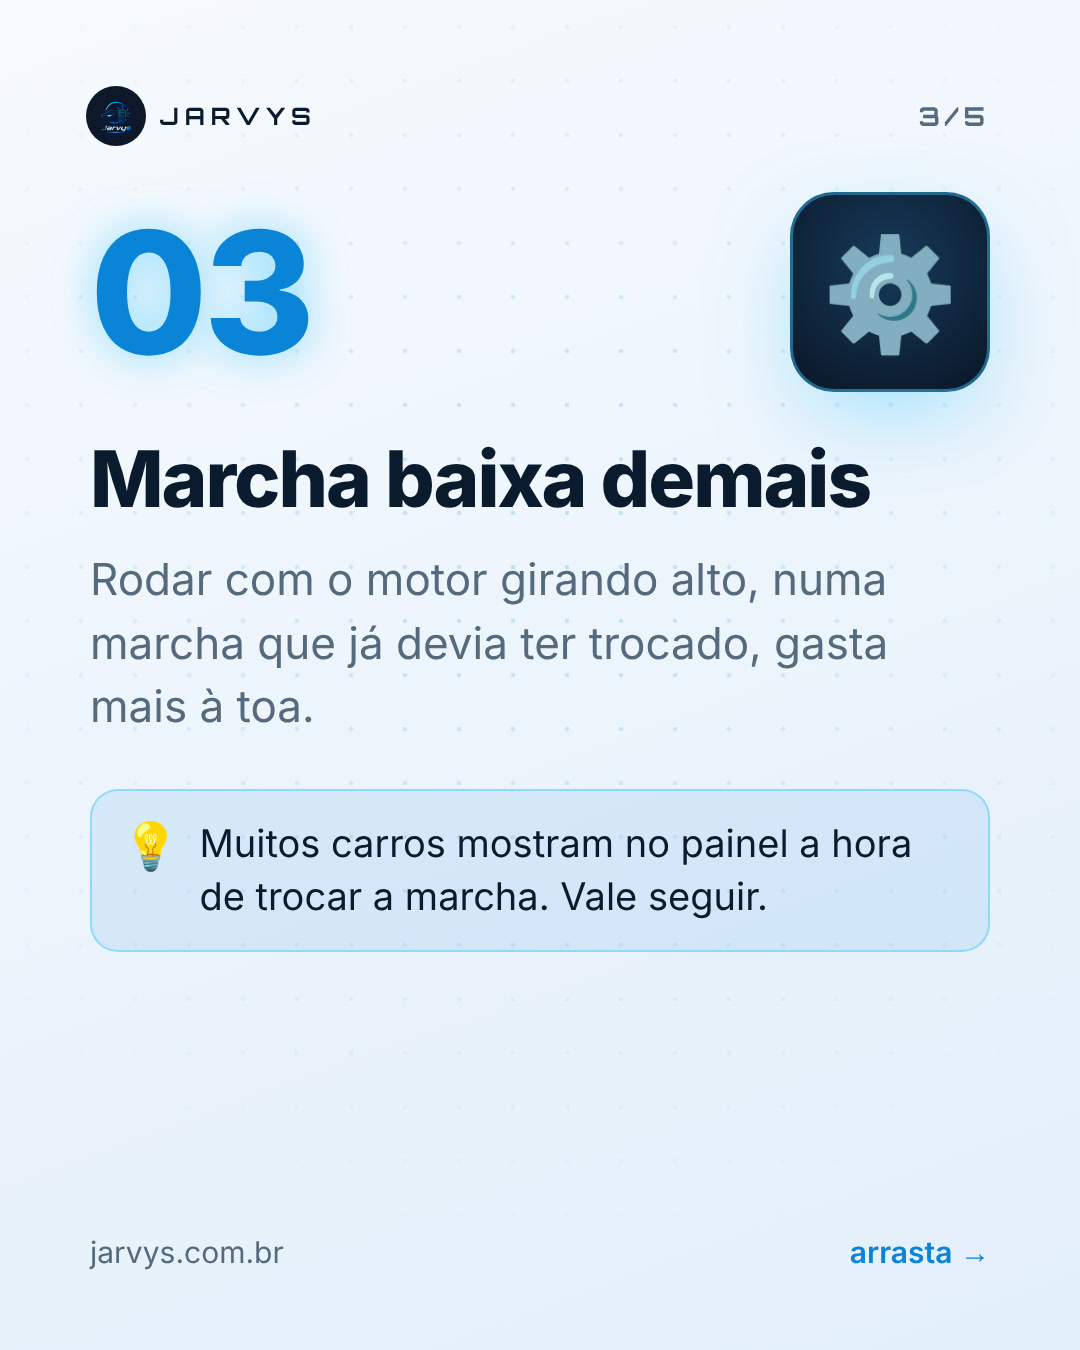 Jarvys
JARVYS
3/5
03
Marcha baixa demais
Rodar com o motor girando alto, numa
marcha que já devia ter trocado, gasta
mais à toa.
💡 Muitos carros mostram no painel a hora
de trocar a marcha. Vale seguir.
jarvys.com.br
arrasta →